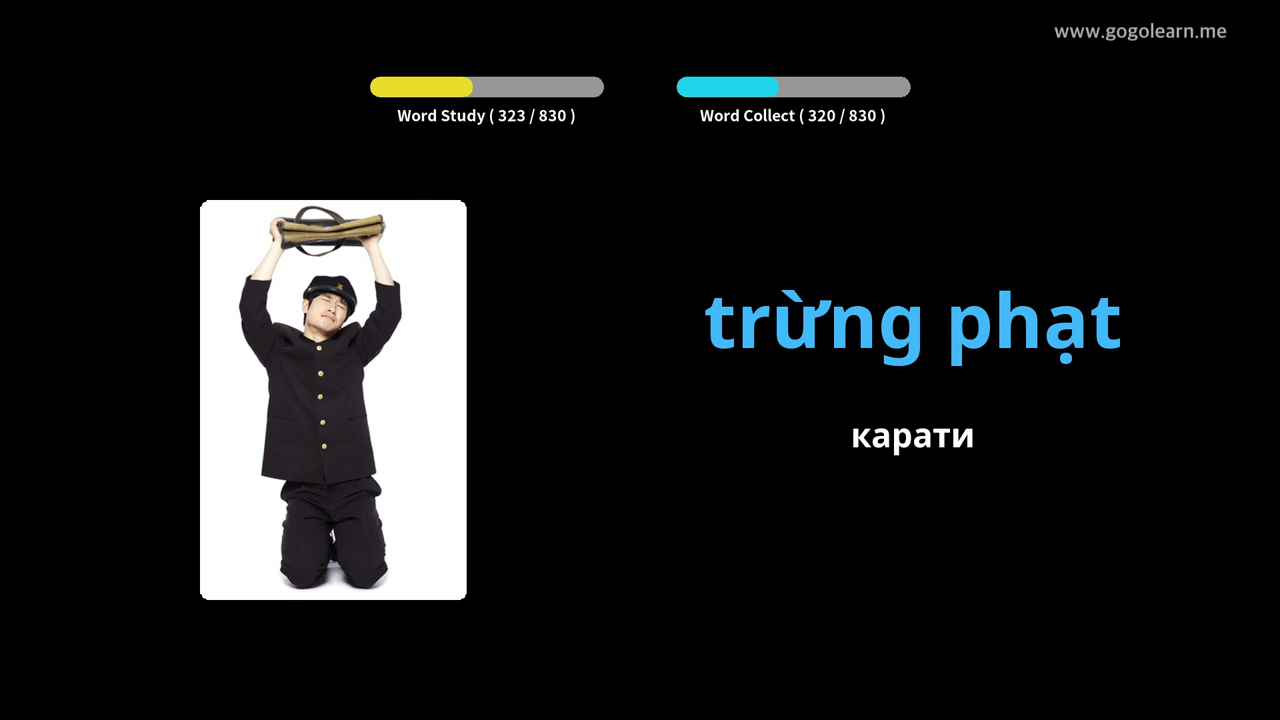 www.gogolearn.me
Word Study ( 323 / 830 )
Word Collect ( 320 / 830 )
trừng phạt
карати